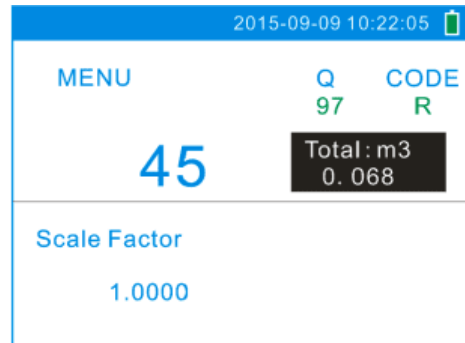 2015-09-09 10:22:05
MENU Q CODE
97 R
45 Total:m3
0.068
Scale Factor
1.0000